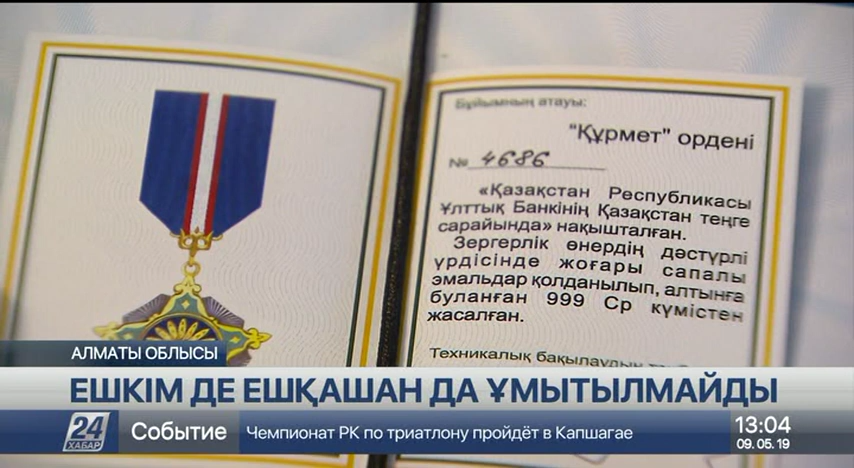 Бұйымның атауы:
"Құрмет" ордені
№ 4686
«Қазақстан Республикасы
Ұлттық Банкінің Қазақстан теңге
сарайында» нақышталған.
Зергерлік өнердің дәстүрлі
үрдісінде жоғары сапалы
эмальдар қолданылып, алтынға
буланған 999 Ср күмістен
жасалған.
Техникалық бақылаудың
АЛМАТЫ ОБЛЫСЫ
ЕШКІМ ДЕ ЕШҚАШАН ДА ҰМЫТЫЛМАЙДЫ
24
ХАБАР
Событие
Чемпионат РК по триатлону пройдёт в Капшагае
13:04
09.05.19